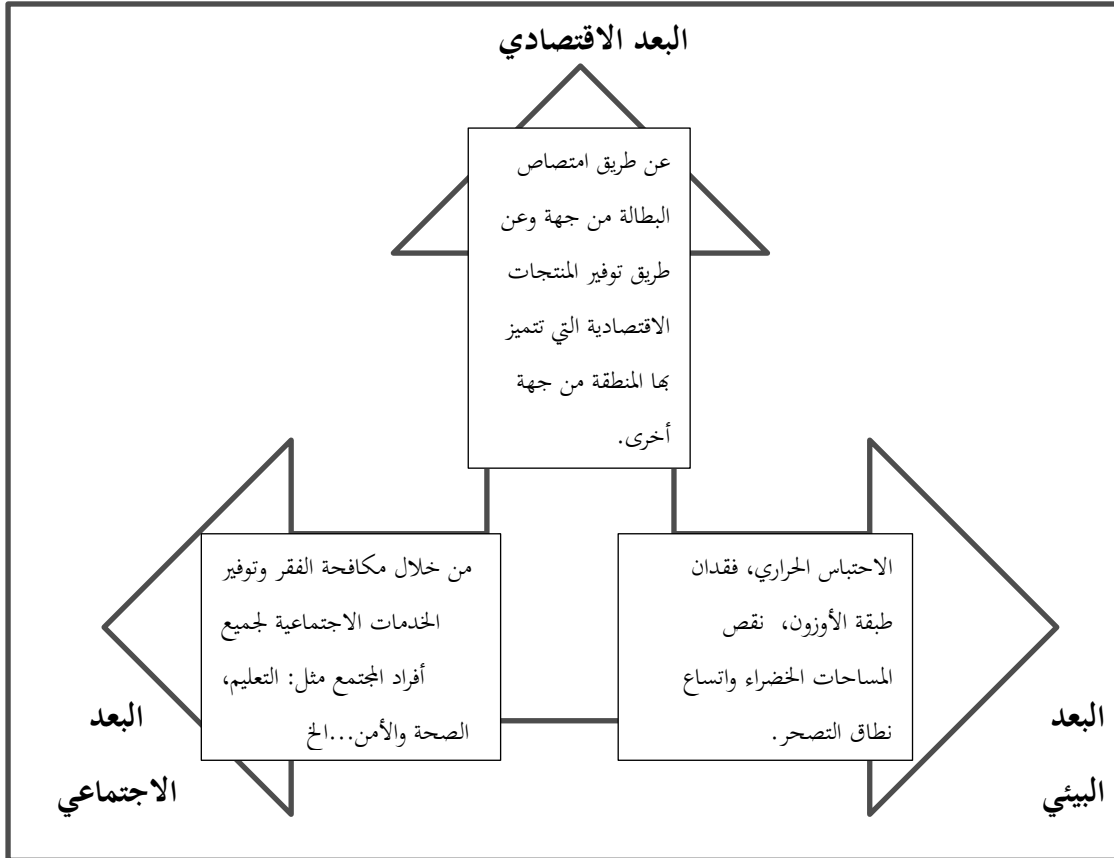 البعد الاقتصادي
عن طريق امتصاص
البطالة من جهة وعن
طريق توفير المنتجات
الاقتصادية التي تتميز
بها المنطقة من جهة
أخرى.
الاحتباس الحراري، فقدان
طبقة الأوزون، نقص
المساحات الخضراء واتساع
نطاق التصحر.
البعد
البيئي
من خلال مكافحة الفقر وتوفير
الخدمات الاجتماعية لجميع
أفراد المجتمع مثل: التعليم،
الصحة والأمن...الخ
البعد
الاجتماعي